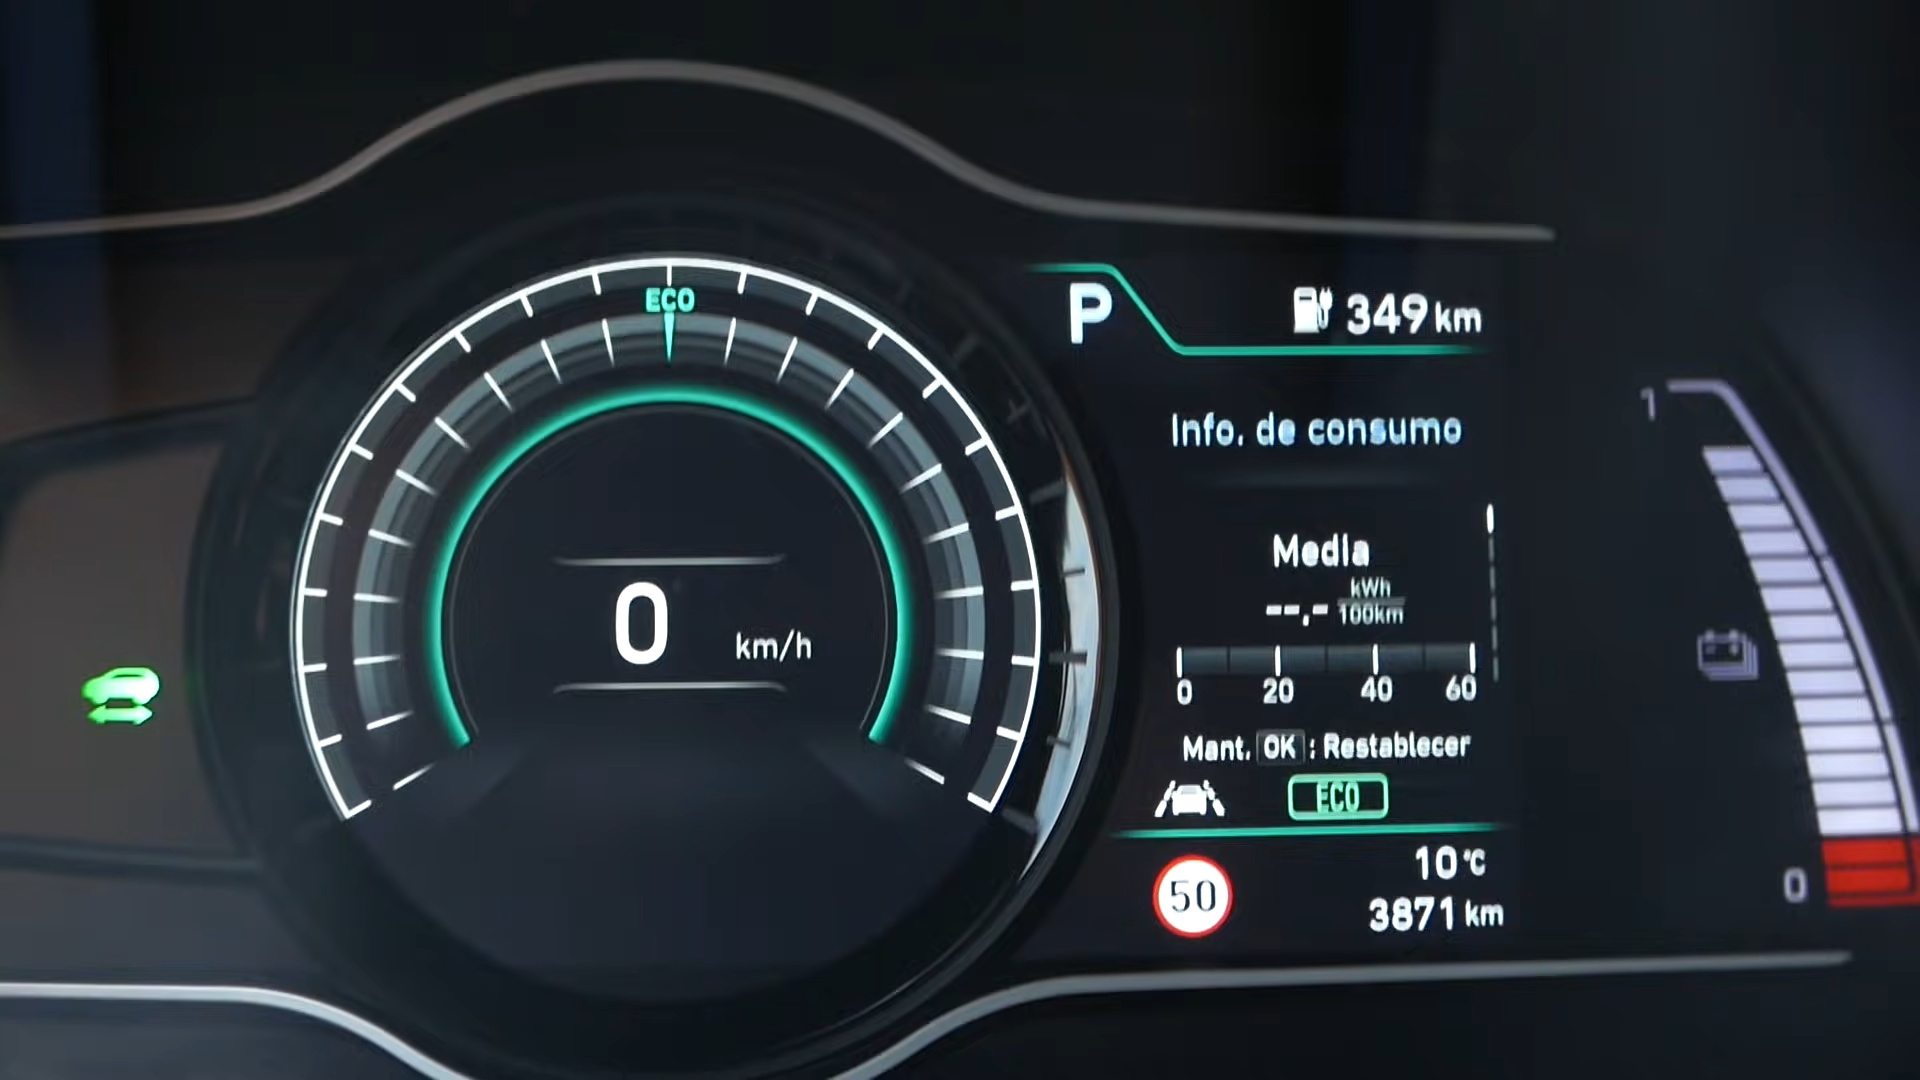 ECO
0 km/h
P 349 km
Info. de consumo
Media
--.- kWh
100km
0 20 40 60
Mant. OK : Restablecer
ECO
50
10 °C
3871 km
1
0